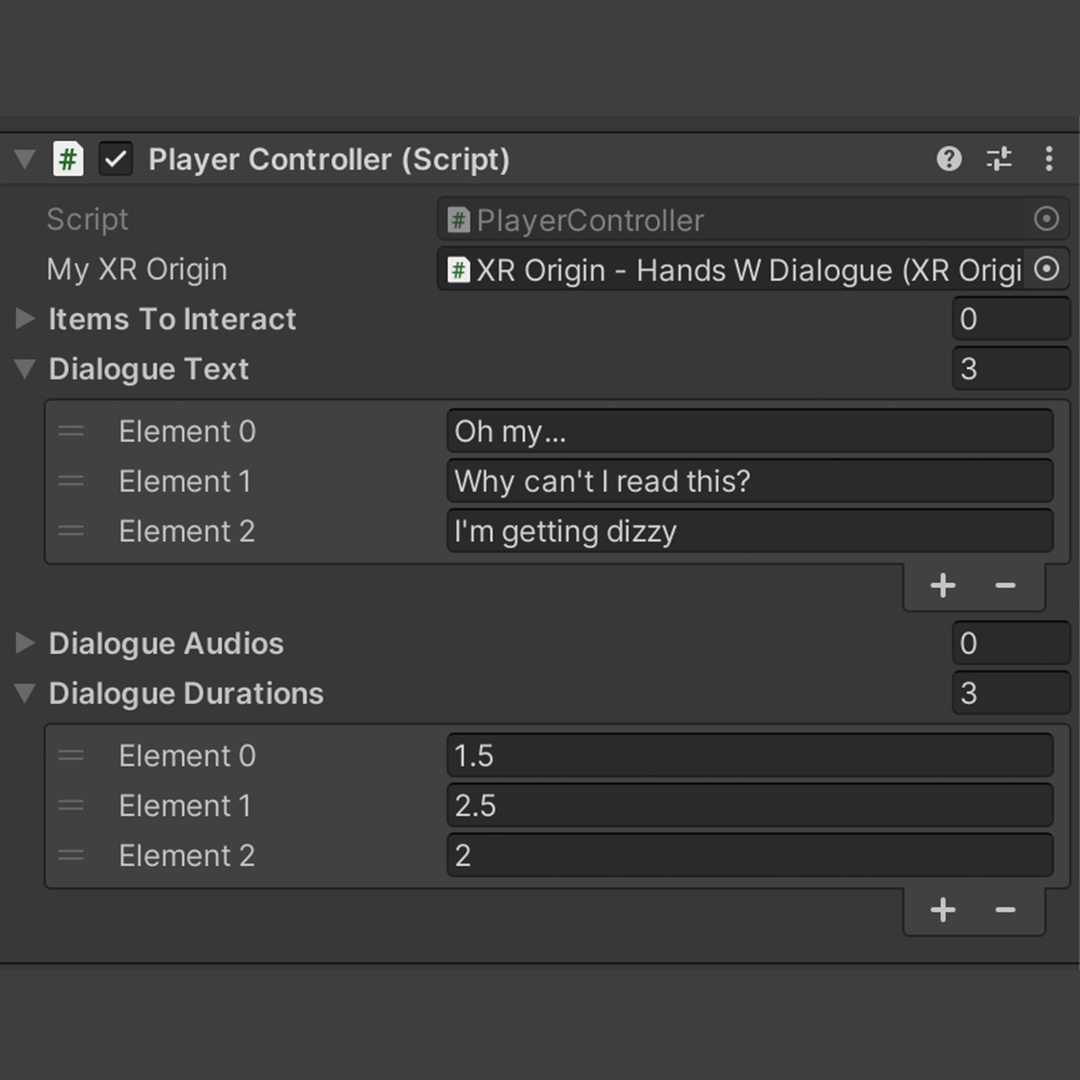 # Player Controller (Script) ?
Script # PlayerController
My XR Origin # XR Origin - Hands W Dialogue (XR Origi
Items To Interact 0
Dialogue Text 3
Element 0 Oh my...
Element 1 Why can't I read this?
Element 2 I'm getting dizzy
+ −
Dialogue Audios 0
Dialogue Durations 3
Element 0 1.5
Element 1 2.5
Element 2 2
+ −